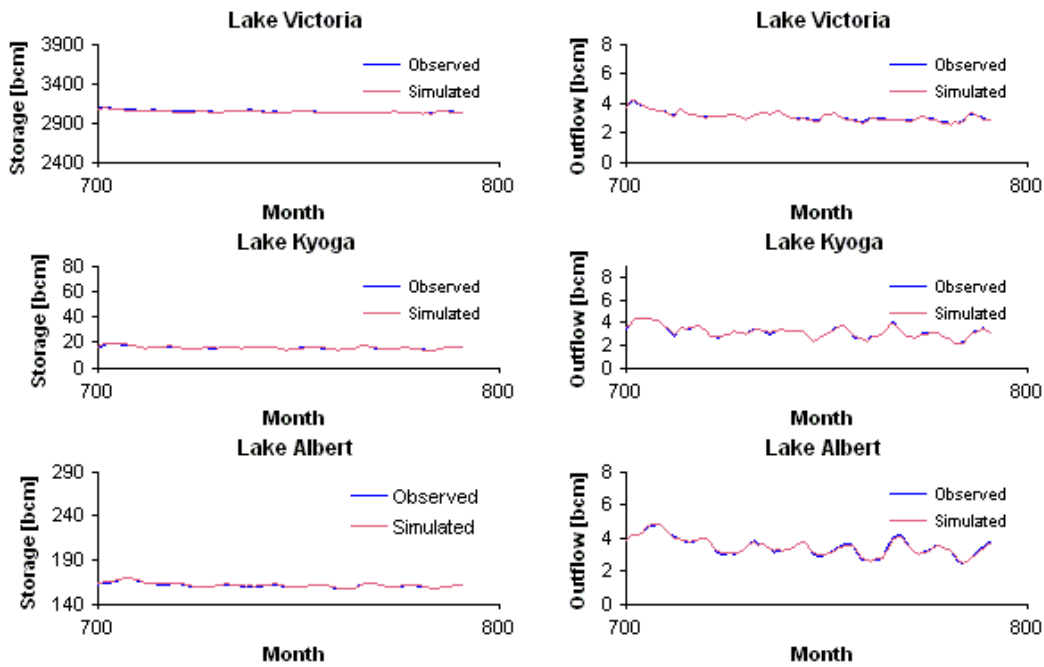 Lake Victoria
Storage [bcm]
3900
3400
2900
2400
Observed
Simulated
700
800
Month
Lake Victoria
Outflow [bcm]
8
6
4
2
0
Observed
Simulated
700
800
Month
Lake Kyoga
Storage [bcm]
80
60
40
20
0
Observed
Simulated
700
800
Month
Lake Kyoga
Outflow [bcm]
8
6
4
2
0
Observed
Simulated
700
800
Month
Lake Albert
Storage [bcm]
290
240
190
140
Observed
Simulated
700
800
Month
Lake Albert
Outflow [bcm]
8
6
4
2
0
Observed
Simulated
700
800
Month